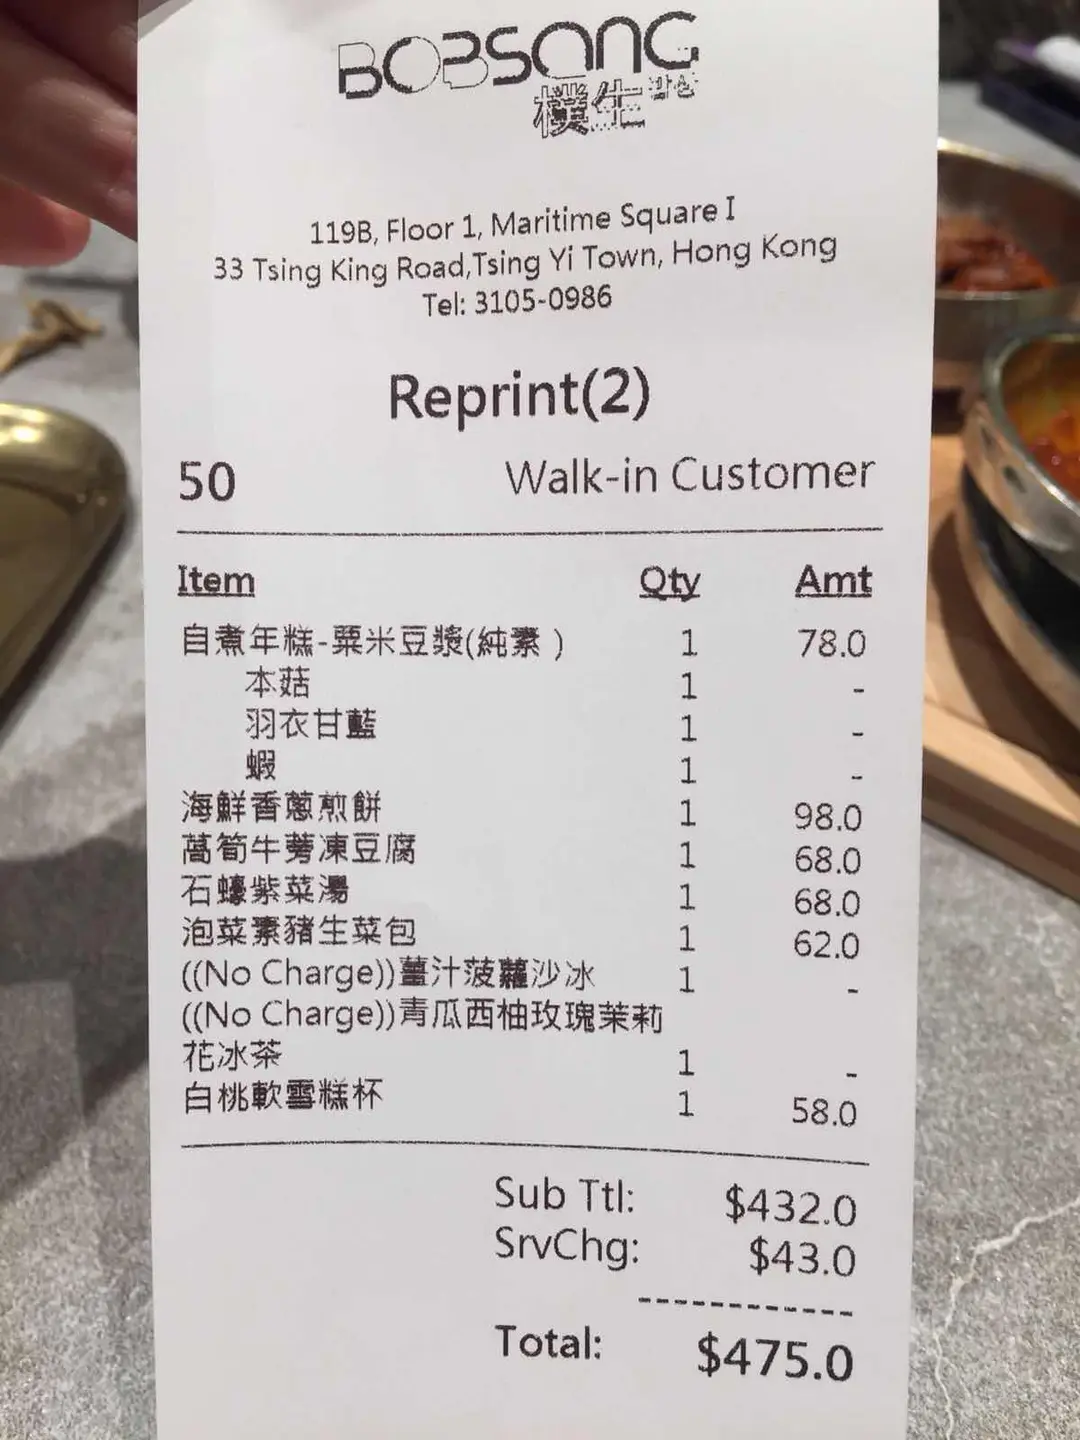 BOBSANG
樸生 밥상
119B, Floor 1, Maritime Square I
33 Tsing King Road,Tsing Yi Town, Hong Kong
Tel: 3105-0986
Reprint(2)
50 Walk-in Customer
Item Qty Amt
自煮年糕-粟米豆漿(純素 ) 1 78.0
本菇 1 -
羽衣甘藍 1 -
蝦 1 -
海鮮香蔥煎餅 1 98.0
萵筍牛蒡凍豆腐 1 68.0
石蠔紫菜湯 1 68.0
泡菜素豬生菜包 1 62.0
((No Charge))薑汁菠蘿沙冰 1 -
((No Charge))青瓜西柚玫瑰茉莉
花冰茶 1 -
白桃軟雪糕杯 1 58.0
Sub Ttl: $432.0
SrvChg: $43.0
------------
Total: $475.0